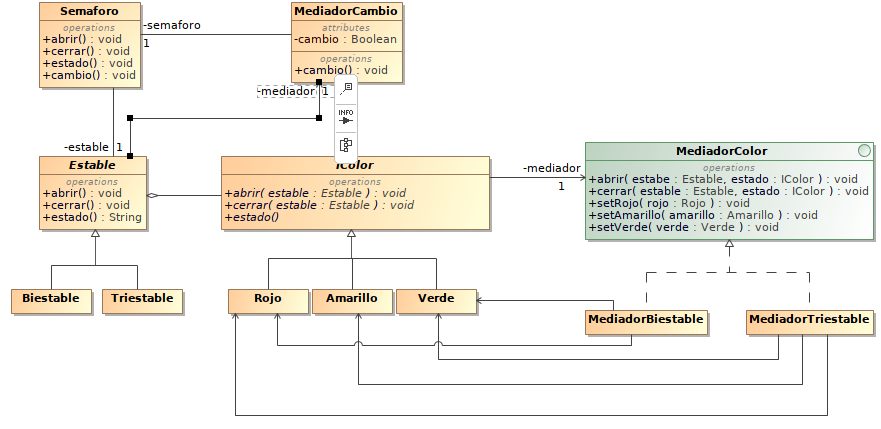 Semaforo
operations
+abrir() : void
+cerrar() : void
+estado() : void
+cambio() : void
-semaforo
1
MediadorCambio
attributes
-cambio : Boolean
operations
+cambio() : void
-mediador
1
INFO
-estable
1
Estable
operations
+abrir() : void
+cerrar() : void
+estado() : String
IColor
operations
+abrir( estable : Estable ) : void
+cerrar( estable : Estable ) : void
+estado()
-mediador
1
MediadorColor
operations
+abrir( estabe : Estable, estado : IColor ) : void
+cerrar( estable : Estable, estado : IColor ) : void
+setRojo( rojo : Rojo ) : void
+setAmarillo( amarillo : Amarillo ) : void
+setVerde( verde : Verde ) : void
Biestable
Triestable
Rojo
Amarillo
Verde
MediadorBiestable
MediadorTriestable